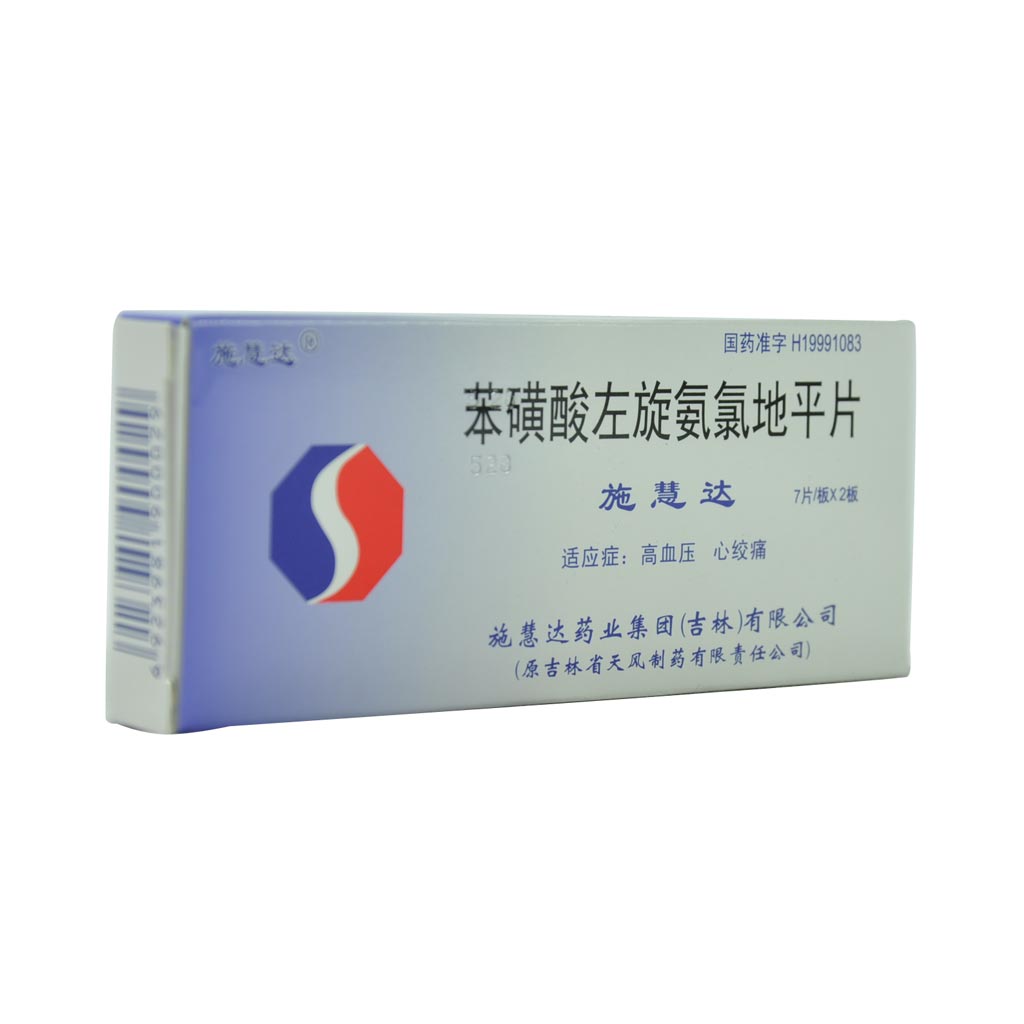 施慧达®
国药准字 H19991083
苯磺酸左旋氨氯地平片
施慧达
7片/板X2板
适应症：高血压 心绞痛
施慧达药业集团(吉林)有限公司
(原吉林省天风制药有限责任公司)